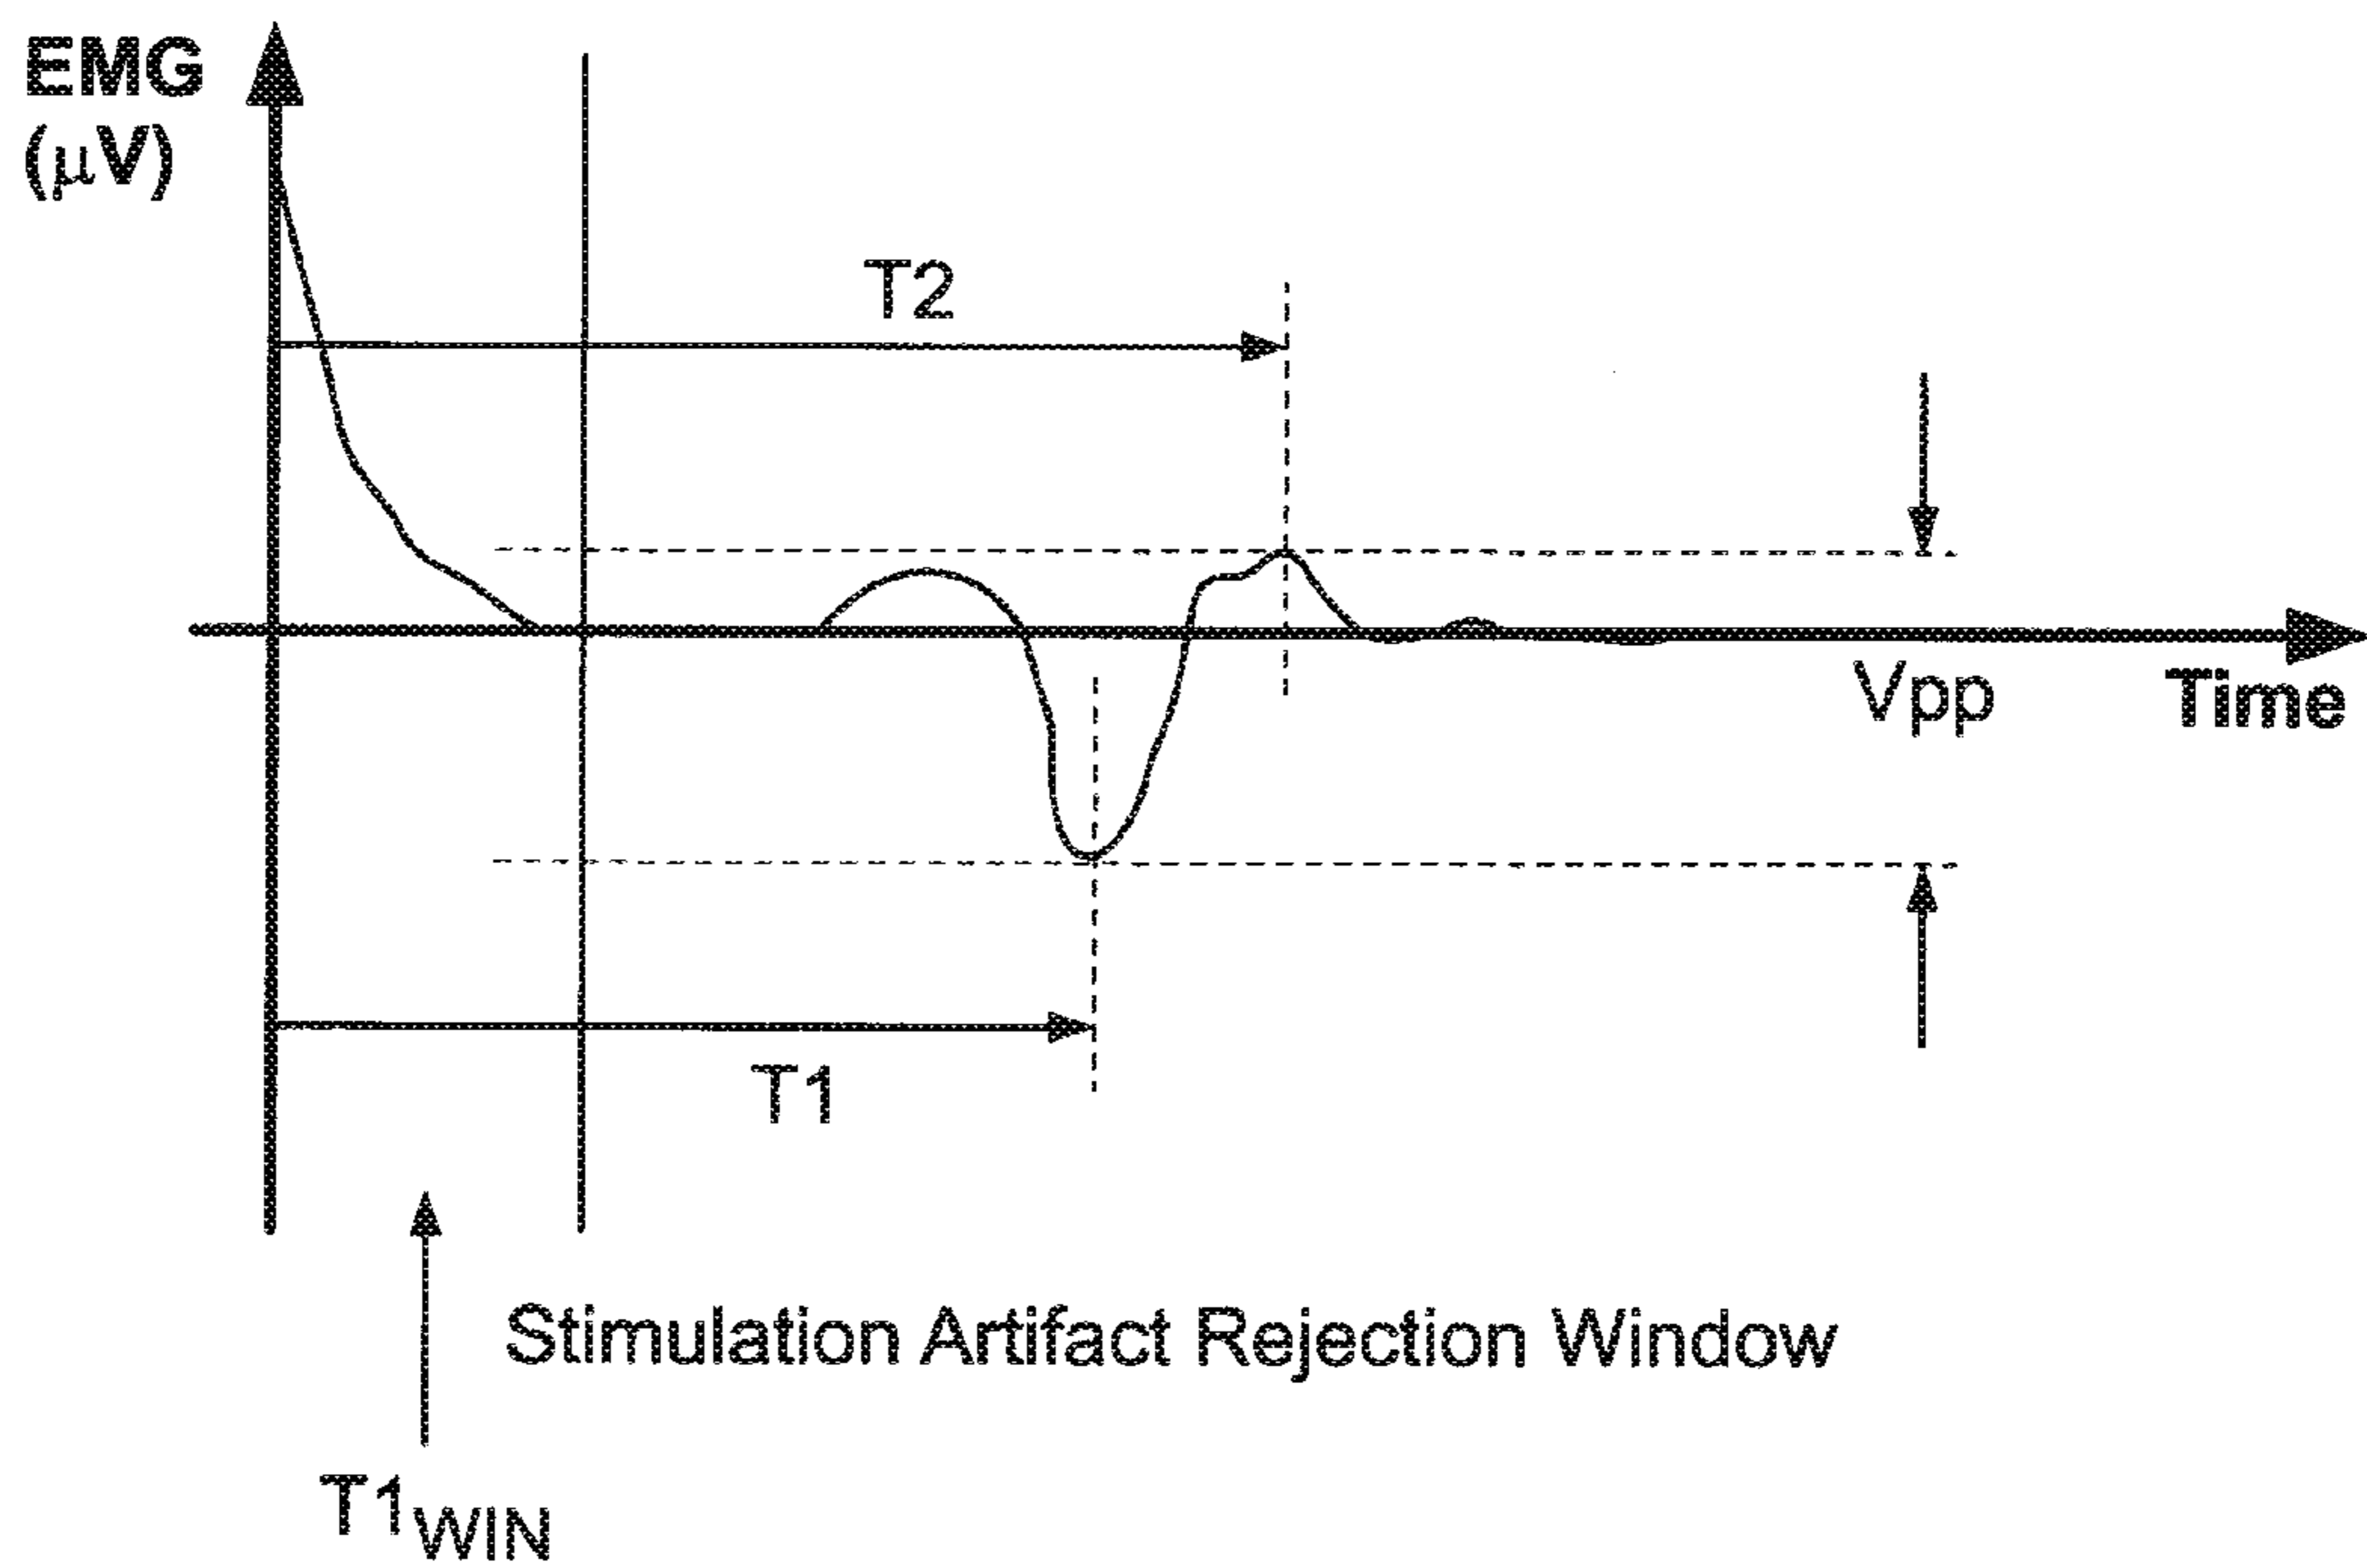 EMG
(μV)
T2
Vpp
Time
T1
Stimulation Artifact Rejection Window
T1WIN